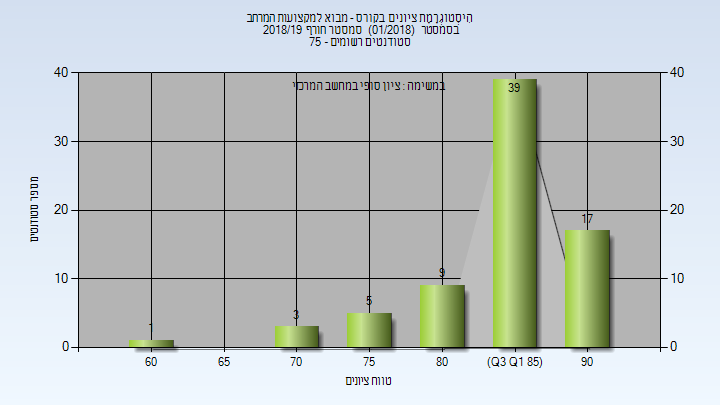 היסטוגרמת ציונים בקורס - מבוא למקצועות המרחב
בסמסטר (01/2018) סמסטר חורף 2018/19
סטודנטים רשומים - 75
במשימה : ציון סופי במחשב המרכזי
40 40
30 30
20 20
10 10
0 0
מספר סטודנטים
1 3 5 9 39 17
60 65 70 75 80 (Q3 Q1 85) 90
טווח ציונים